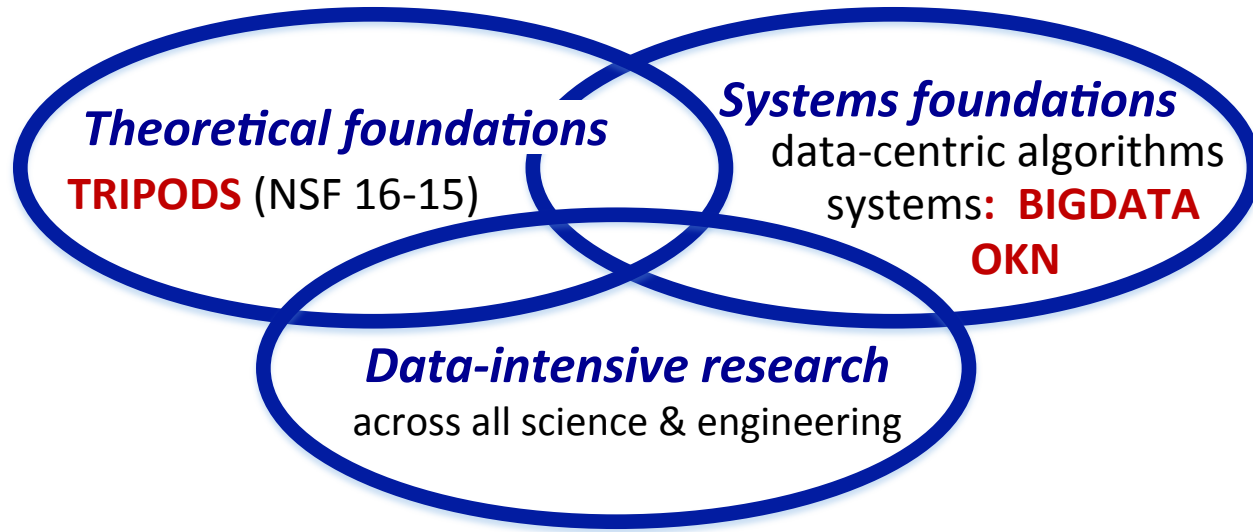 Theoretical foundations
TRIPODS (NSF 16-15)
Systems foundations
data-centric algorithms
systems: BIGDATA
OKN
Data-intensive research
across all science & engineering